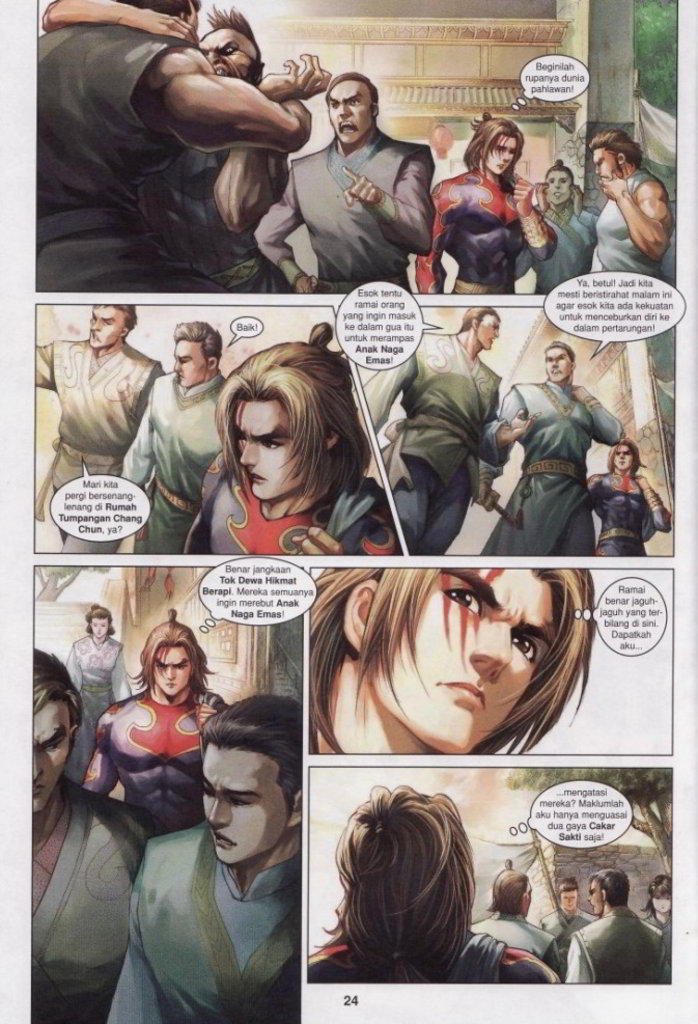 Beginilah
rupanya dunia
pahlawan!
Esok tentu
ramai orang
yang ingin masuk
ke dalam gua itu
untuk merampas
Anak Naga
Emas!
Ya, betul! Jadi kita
mesti beristirahat malam ini
agar esok kita ada kekuatan
untuk menceburkan diri ke
dalam pertarungan!
Baik!
Mari kita
pergi bersenang-
lenang di Rumah
Tumpangan Chang
Chun, ya?
Benar jangkaan
Tok Dewa Hikmat
Berapi. Mereka semuanya
ingin merebut Anak
Naga Emas!
Ramai
benar jaguh-
jaguh yang ter-
bilang di sini.
Dapatkah
aku...
...mengatasi
mereka? Maklumlah
aku hanya menguasai
dua gaya Cakar
Sakti saja!
24